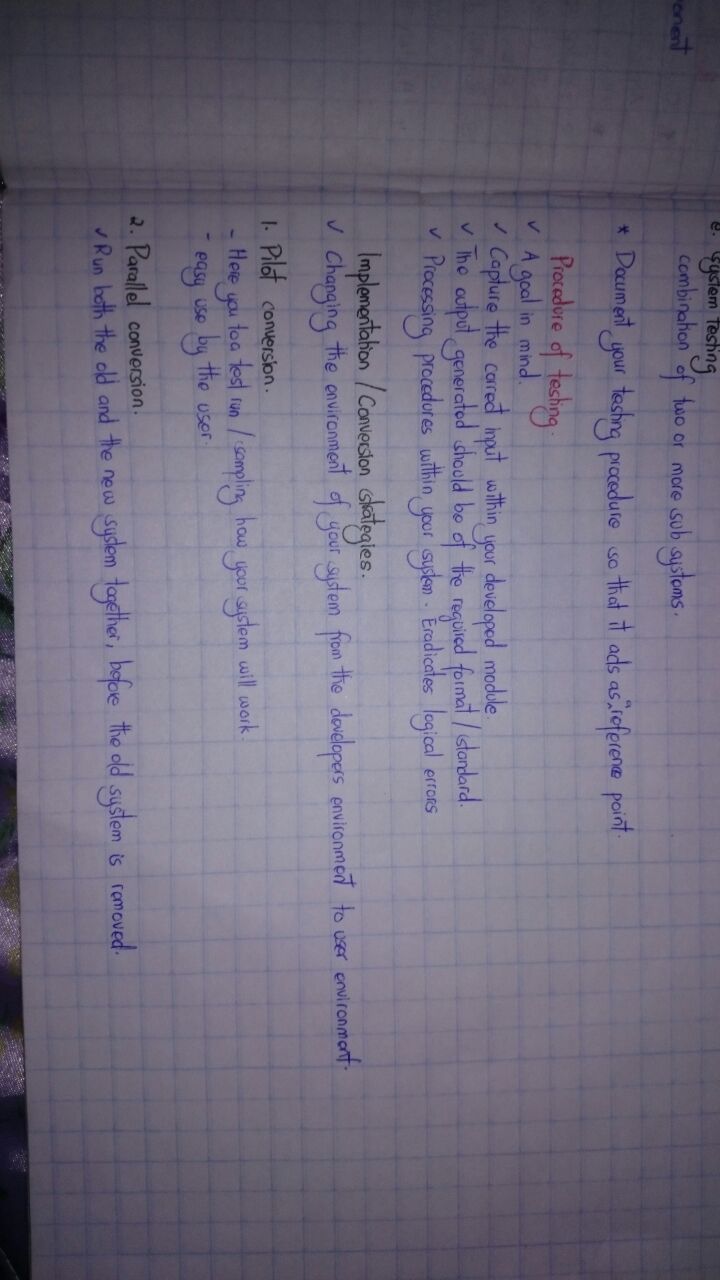 e. System Testing
combination of two or more sub systems.
* Document your testing procedure so that it acts as a reference point.
Procedure of testing.
✓ A goal in mind.
✓ Capture the correct input within your developed module.
✓ The output generated should be of the required format / standard.
✓ Processing procedures within your system. Eradicates logical errors
Implementation / Conversion strategies.
✓ Changing the environment of your system from the developers environment to user environment.
1. Pilot conversion.
- Here you to a test run / sampling how your system will work.
- easy use by the user.
2. Parallel conversion.
✓ Run both the old and the new system together, before the old system is removed.